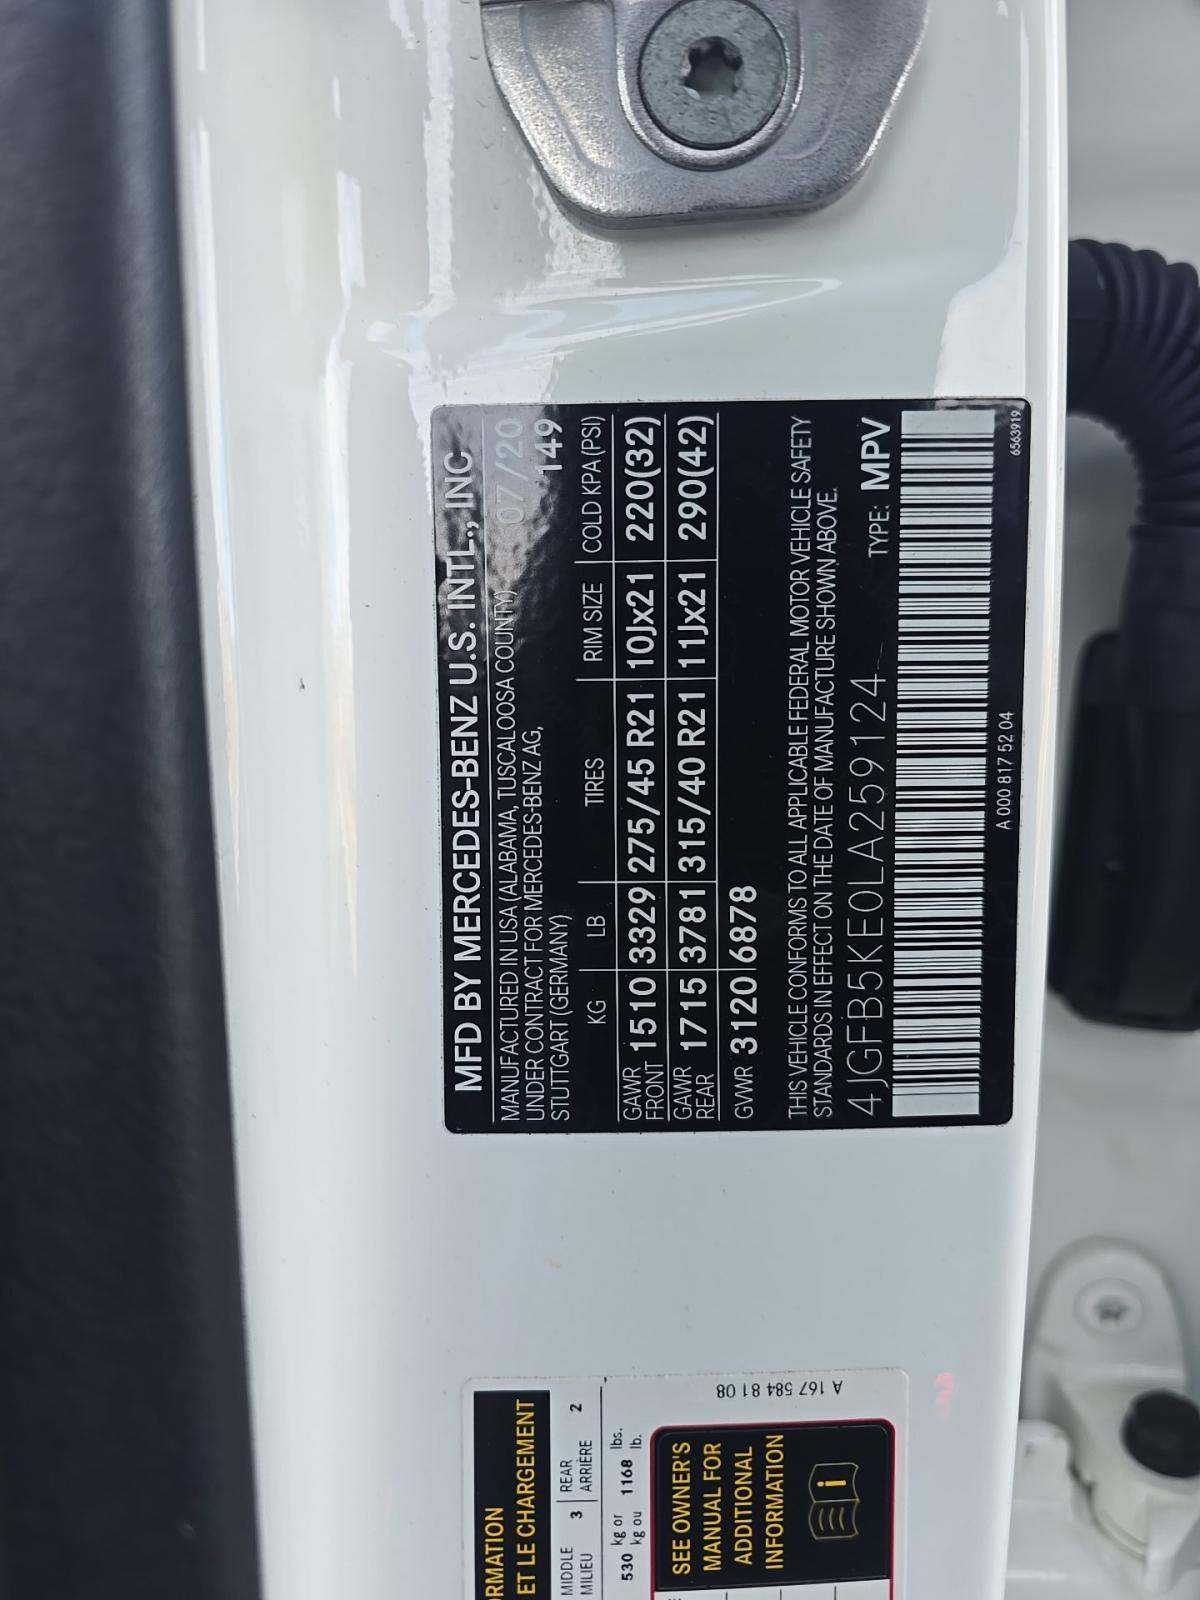 MFD BY MERCEDES-BENZ U.S. INTL., INC
MANUFACTURED IN USA (ALABAMA, TUSCALOOSA COUNTY) 07/20
UNDER CONTRACT FOR MERCEDES-BENZ AG, 149
STUTTGART (GERMANY)
KG LB TIRES RIM SIZE COLD KPA (PSI)
GAWR FRONT 1510 3329 275/45 R21 10Jx21 220(32)
GAWR REAR 1715 3781 315/40 R21 11Jx21 290(42)
GVWR 3120 6878
THIS VEHICLE CONFORMS TO ALL APPLICABLE FEDERAL MOTOR VEHICLE SAFETY
STANDARDS IN EFFECT ON THE DATE OF MANUFACTURE SHOWN ABOVE.
4JGFB5KE0LA259124 TYPE: MPV
A 000 817 52 04 6563919
ORMATION
ET LE CHARGEMENT
MIDDLE 3 REAR 2
MILIEU ARRIÈRE
530 kg or 1168 lbs.
kg ou lb.
SEE OWNER'S
MANUAL FOR
ADDITIONAL
INFORMATION
A 167 584 81 08